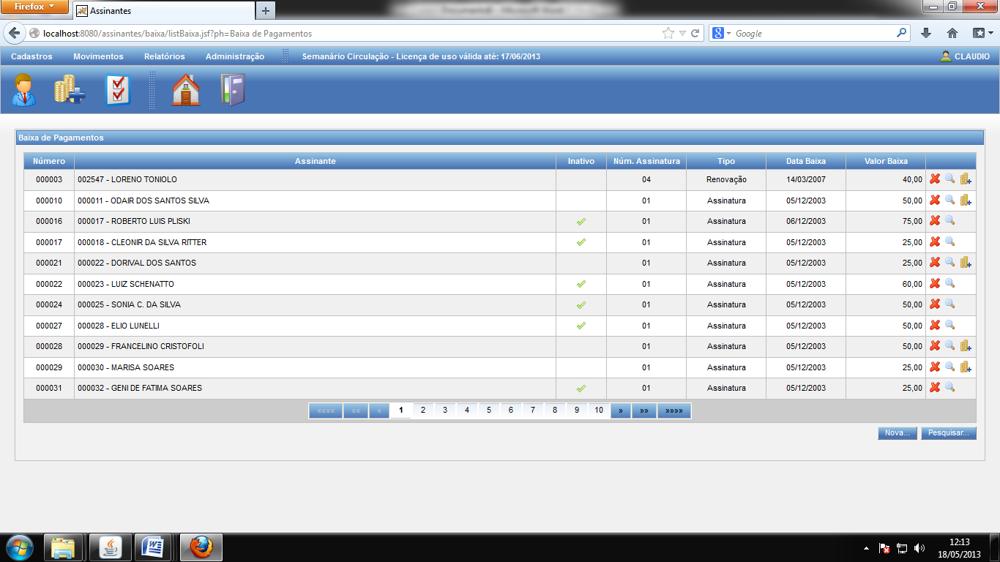 Firefox
Assinantes
localhost:8080/assinantes/baixa/listBaixa.jsf?ph=Baixa de Pagamentos
Google
Cadastros Movimentos Relatórios Administração Semanário Circulação - Licença de uso válida até: 17/06/2013 CLAUDIO
Baixa de Pagamentos
Número Assinante Inativo Núm. Assinatura Tipo Data Baixa Valor Baixa
000003 002547 - LORENO TONIOLO 04 Renovação 14/03/2007 40,00
000010 000011 - ODAIR DOS SANTOS SILVA 01 Assinatura 05/12/2003 50,00
000016 000017 - ROBERTO LUIS PLISKI 01 Assinatura 06/12/2003 75,00
000017 000018 - CLEONIR DA SILVA RITTER 01 Assinatura 05/12/2003 25,00
000021 000022 - DORIVAL DOS SANTOS 01 Assinatura 05/12/2003 25,00
000022 000023 - LUIZ SCHENATTO 01 Assinatura 05/12/2003 60,00
000024 000025 - SONIA C. DA SILVA 01 Assinatura 05/12/2003 50,00
000027 000028 - ELIO LUNELLI 01 Assinatura 05/12/2003 50,00
000028 000029 - FRANCELINO CRISTOFOLI 01 Assinatura 05/12/2003 50,00
000029 000030 - MARISA SOARES 01 Assinatura 05/12/2003 25,00
000031 000032 - GENI DE FATIMA SOARES 01 Assinatura 05/12/2003 25,00
«««« «« « 1 2 3 4 5 6 7 8 9 10 » »» »»»»
Nova... Pesquisar...
12:13
18/05/2013